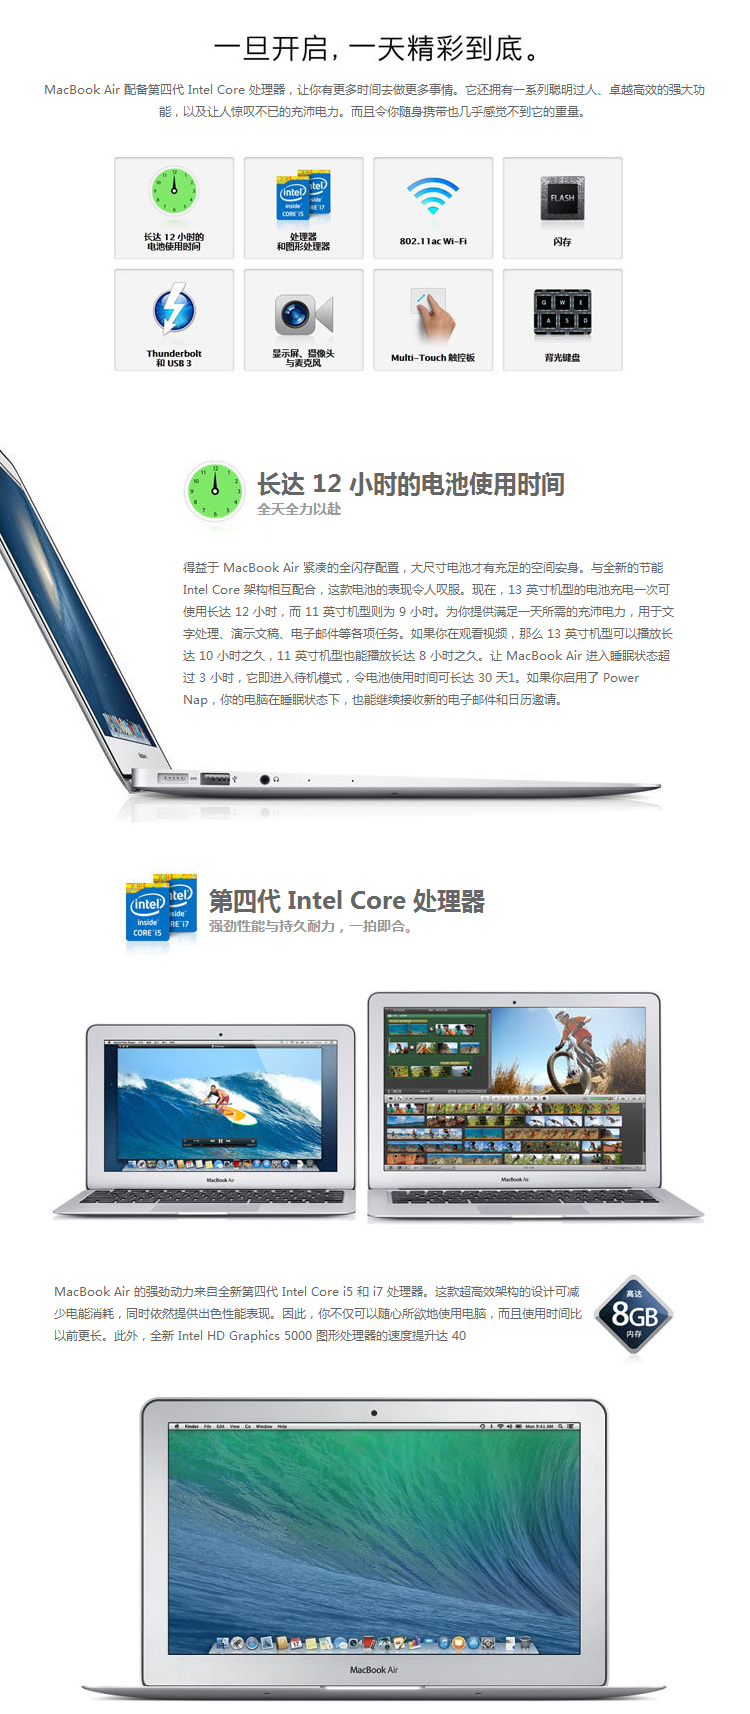 一旦开启，一天精彩到底。
MacBook Air 配备第四代 Intel Core 处理器，让你有更多时间去做更多事情。它还拥有一系列聪明过人、卓越高效的强大功
能，以及让人惊叹不已的充沛电力。而且令你随身携带也几乎感觉不到它的重量。
长达 12 小时的
电池使用时间
intel inside CORE i5
CORE i7
处理器
和图形处理器
802.11ac Wi-Fi
FLASH
闪存
Thunderbolt
和 USB 3
显示屏、摄像头
与麦克风
Multi-Touch 触控板
Q W E
A S D
背光键盘
长达 12 小时的电池使用时间
全天全力以赴
得益于 MacBook Air 紧凑的全闪存配置，大尺寸电池才有充足的空间安身。与全新的节能
Intel Core 架构相互配合，这款电池的表现令人叹服。现在，13 英寸机型的电池充电一次可
使用长达 12 小时，而 11 英寸机型则为 9 小时。为你提供满足一天所需的充沛电力，用于文
字处理、演示文稿、电子邮件等各项任务。如果你在观看视频，那么 13 英寸机型可以播放长
达 10 小时之久，11 英寸机型也能播放长达 8 小时之久。让 MacBook Air 进入睡眠状态超
过 3 小时，它即进入待机模式，令电池使用时间可长达 30 天1。如果你启用了 Power
Nap，你的电脑在睡眠状态下，也能继续接收新的电子邮件和日历邀请。
intel inside CORE i5
CORE i7
第四代 Intel Core 处理器
强劲性能与持久耐力，一拍即合。
MacBook Air
MacBook Air
MacBook Air 的强劲动力来自全新第四代 Intel Core i5 和 i7 处理器。这款超高效架构的设计可减
少电能消耗，同时依然提供出色性能表现。因此，你不仅可以随心所欲地使用电脑，而且使用时间比
以前更长。此外，全新 Intel HD Graphics 5000 图形处理器的速度提升达 40
高达
8GB
内存
Finder File Edit View Go Window Help
Mon 9:41 AM
MacBook Air